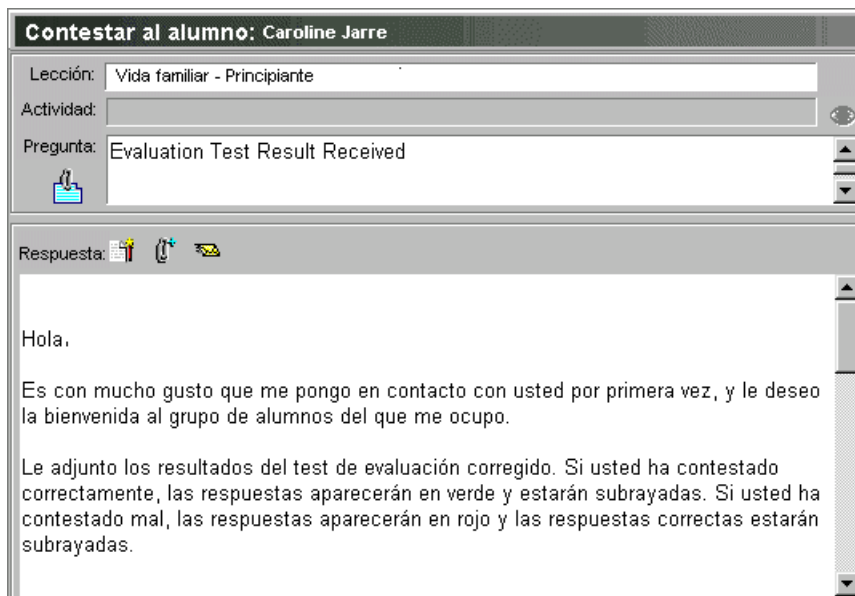 Contestar al alumno: Caroline Jarre
Lección: Vida familiar - Principiante
Actividad:
Pregunta: Evaluation Test Result Received
Respuesta:
Hola,
Es con mucho gusto que me pongo en contacto con usted por primera vez, y le deseo
la bienvenida al grupo de alumnos del que me ocupo.
Le adjunto los resultados del test de evaluación corregido. Si usted ha contestado
correctamente, las respuestas aparecerán en verde y estarán subrayadas. Si usted ha
contestado mal, las respuestas aparecerán en rojo y las respuestas correctas estarán
subrayadas.